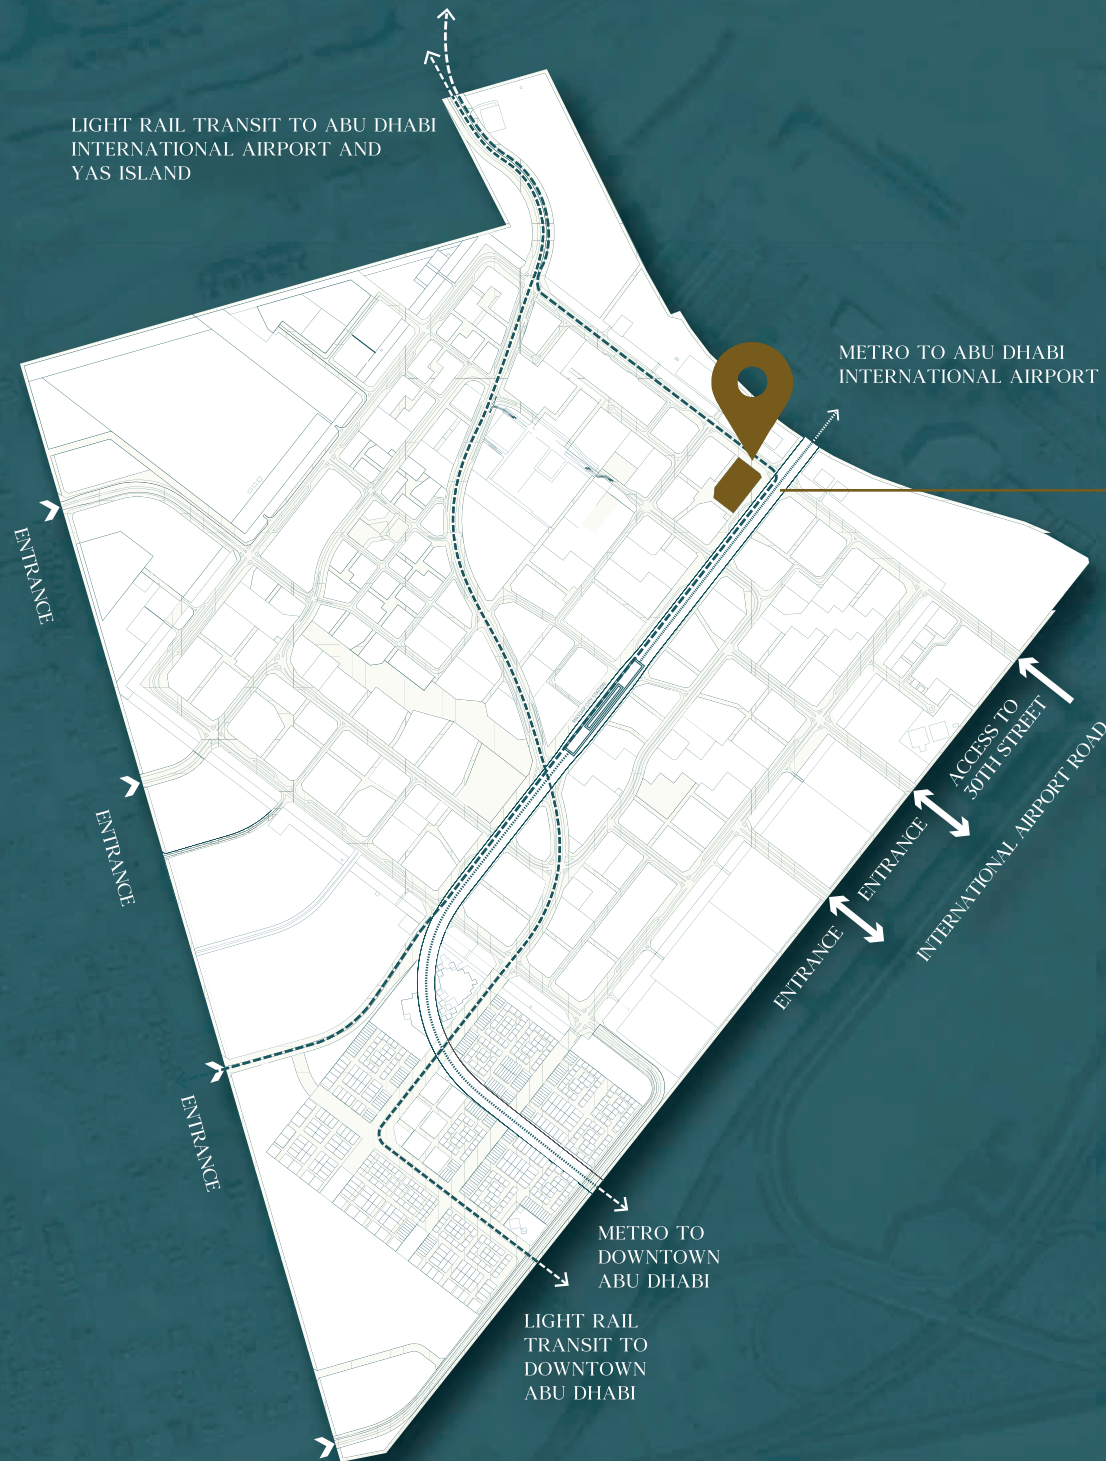 LIGHT RAIL TRANSIT TO ABU DHABI
INTERNATIONAL AIRPORT AND
YAS ISLAND
METRO TO ABU DHABI
INTERNATIONAL AIRPORT
ENTRANCE
ENTRANCE
ENTRANCE
ACCESS TO
30TH STREET
INTERNATIONAL AIRPORT ROAD
ENTRANCE
ENTRANCE
METRO TO
DOWNTOWN
ABU DHABI
LIGHT RAIL
TRANSIT TO
DOWNTOWN
ABU DHABI